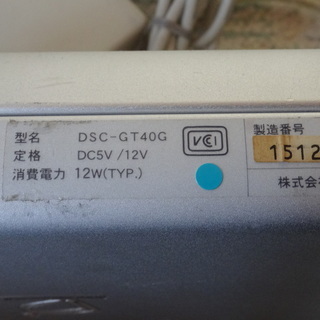 型名 DSC-GT40G
定格 DC5V/12V
消費電力 12W(TYP.)
VCCI
製造番号
1512
株式会